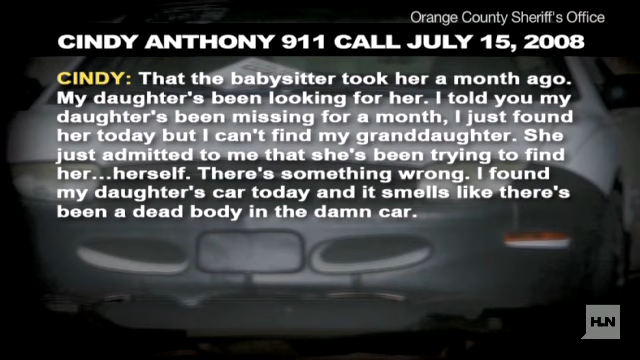 Orange County Sheriff's Office
CINDY ANTHONY 911 CALL JULY 15, 2008
CINDY: That the babysitter took her a month ago.
My daughter's been looking for her. I told you my
daughter's been missing for a month, I just found
her today but I can't find my granddaughter. She
just admitted to me that she's been trying to find
her...herself. There's something wrong. I found
my daughter's car today and it smells like there's
been a dead body in the damn car.
HLN